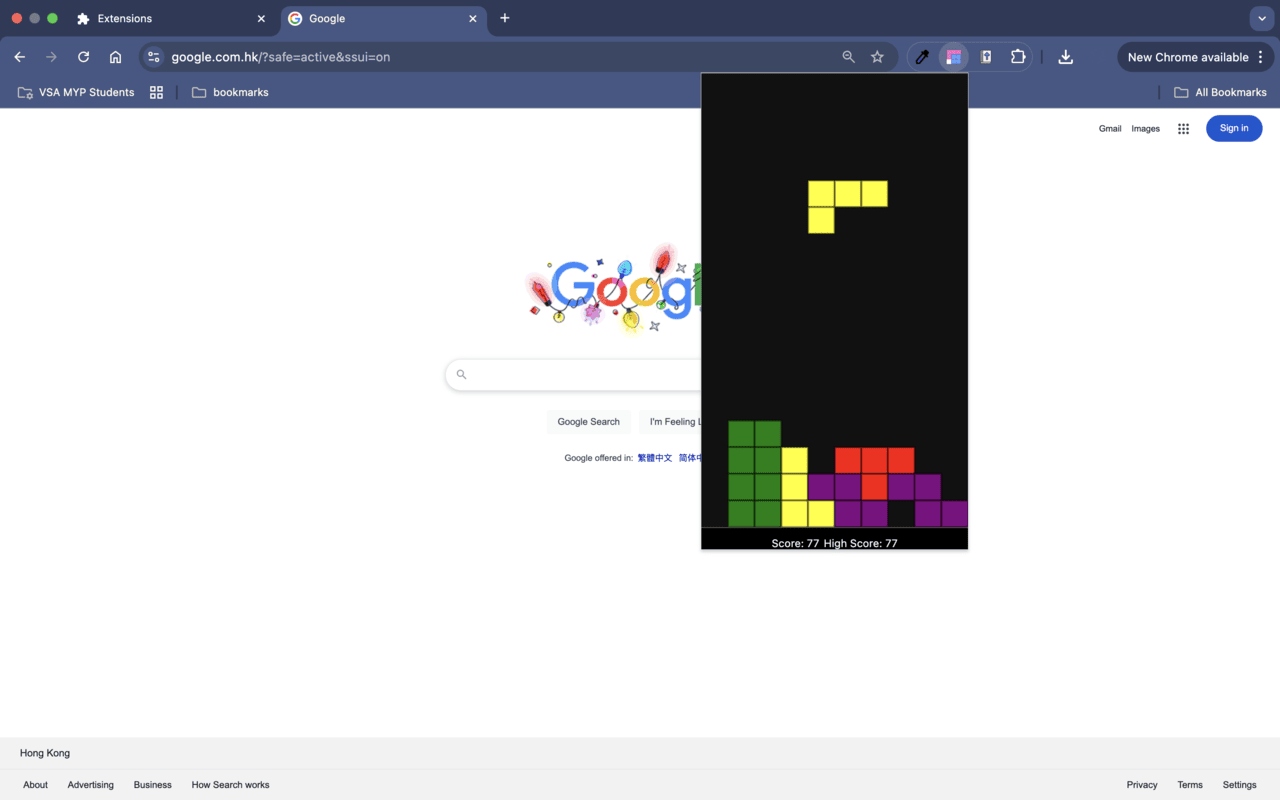 Extensions
Google
google.com.hk/?safe=active&ssui=on
New Chrome available
VSA MYP Students
bookmarks
All Bookmarks
Gmail Images
Sign in
Googl
Google Search
I'm Feeling L
Google offered in: 繁體中文 简体中
Score: 77 High Score: 77
Hong Kong
About Advertising Business How Search works
Privacy Terms Settings